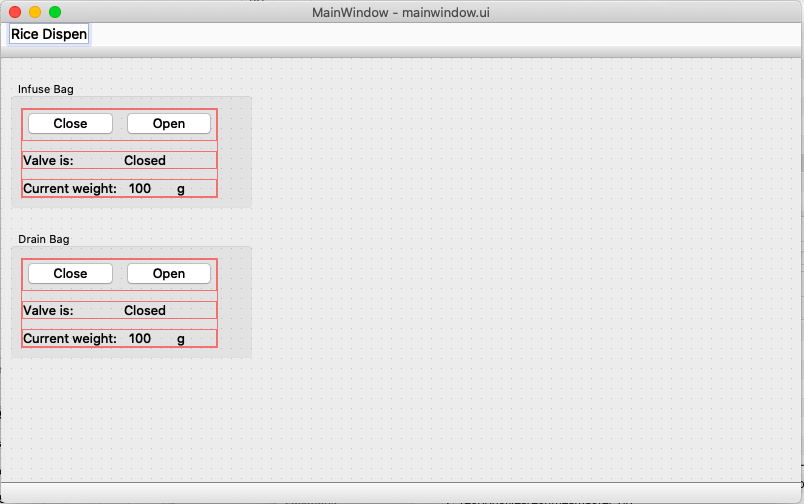 MainWindow - mainwindow.ui
Rice Dispen
Infuse Bag
Close Open
Valve is: Closed
Current weight: 100 g
Drain Bag
Close Open
Valve is: Closed
Current weight: 100 g